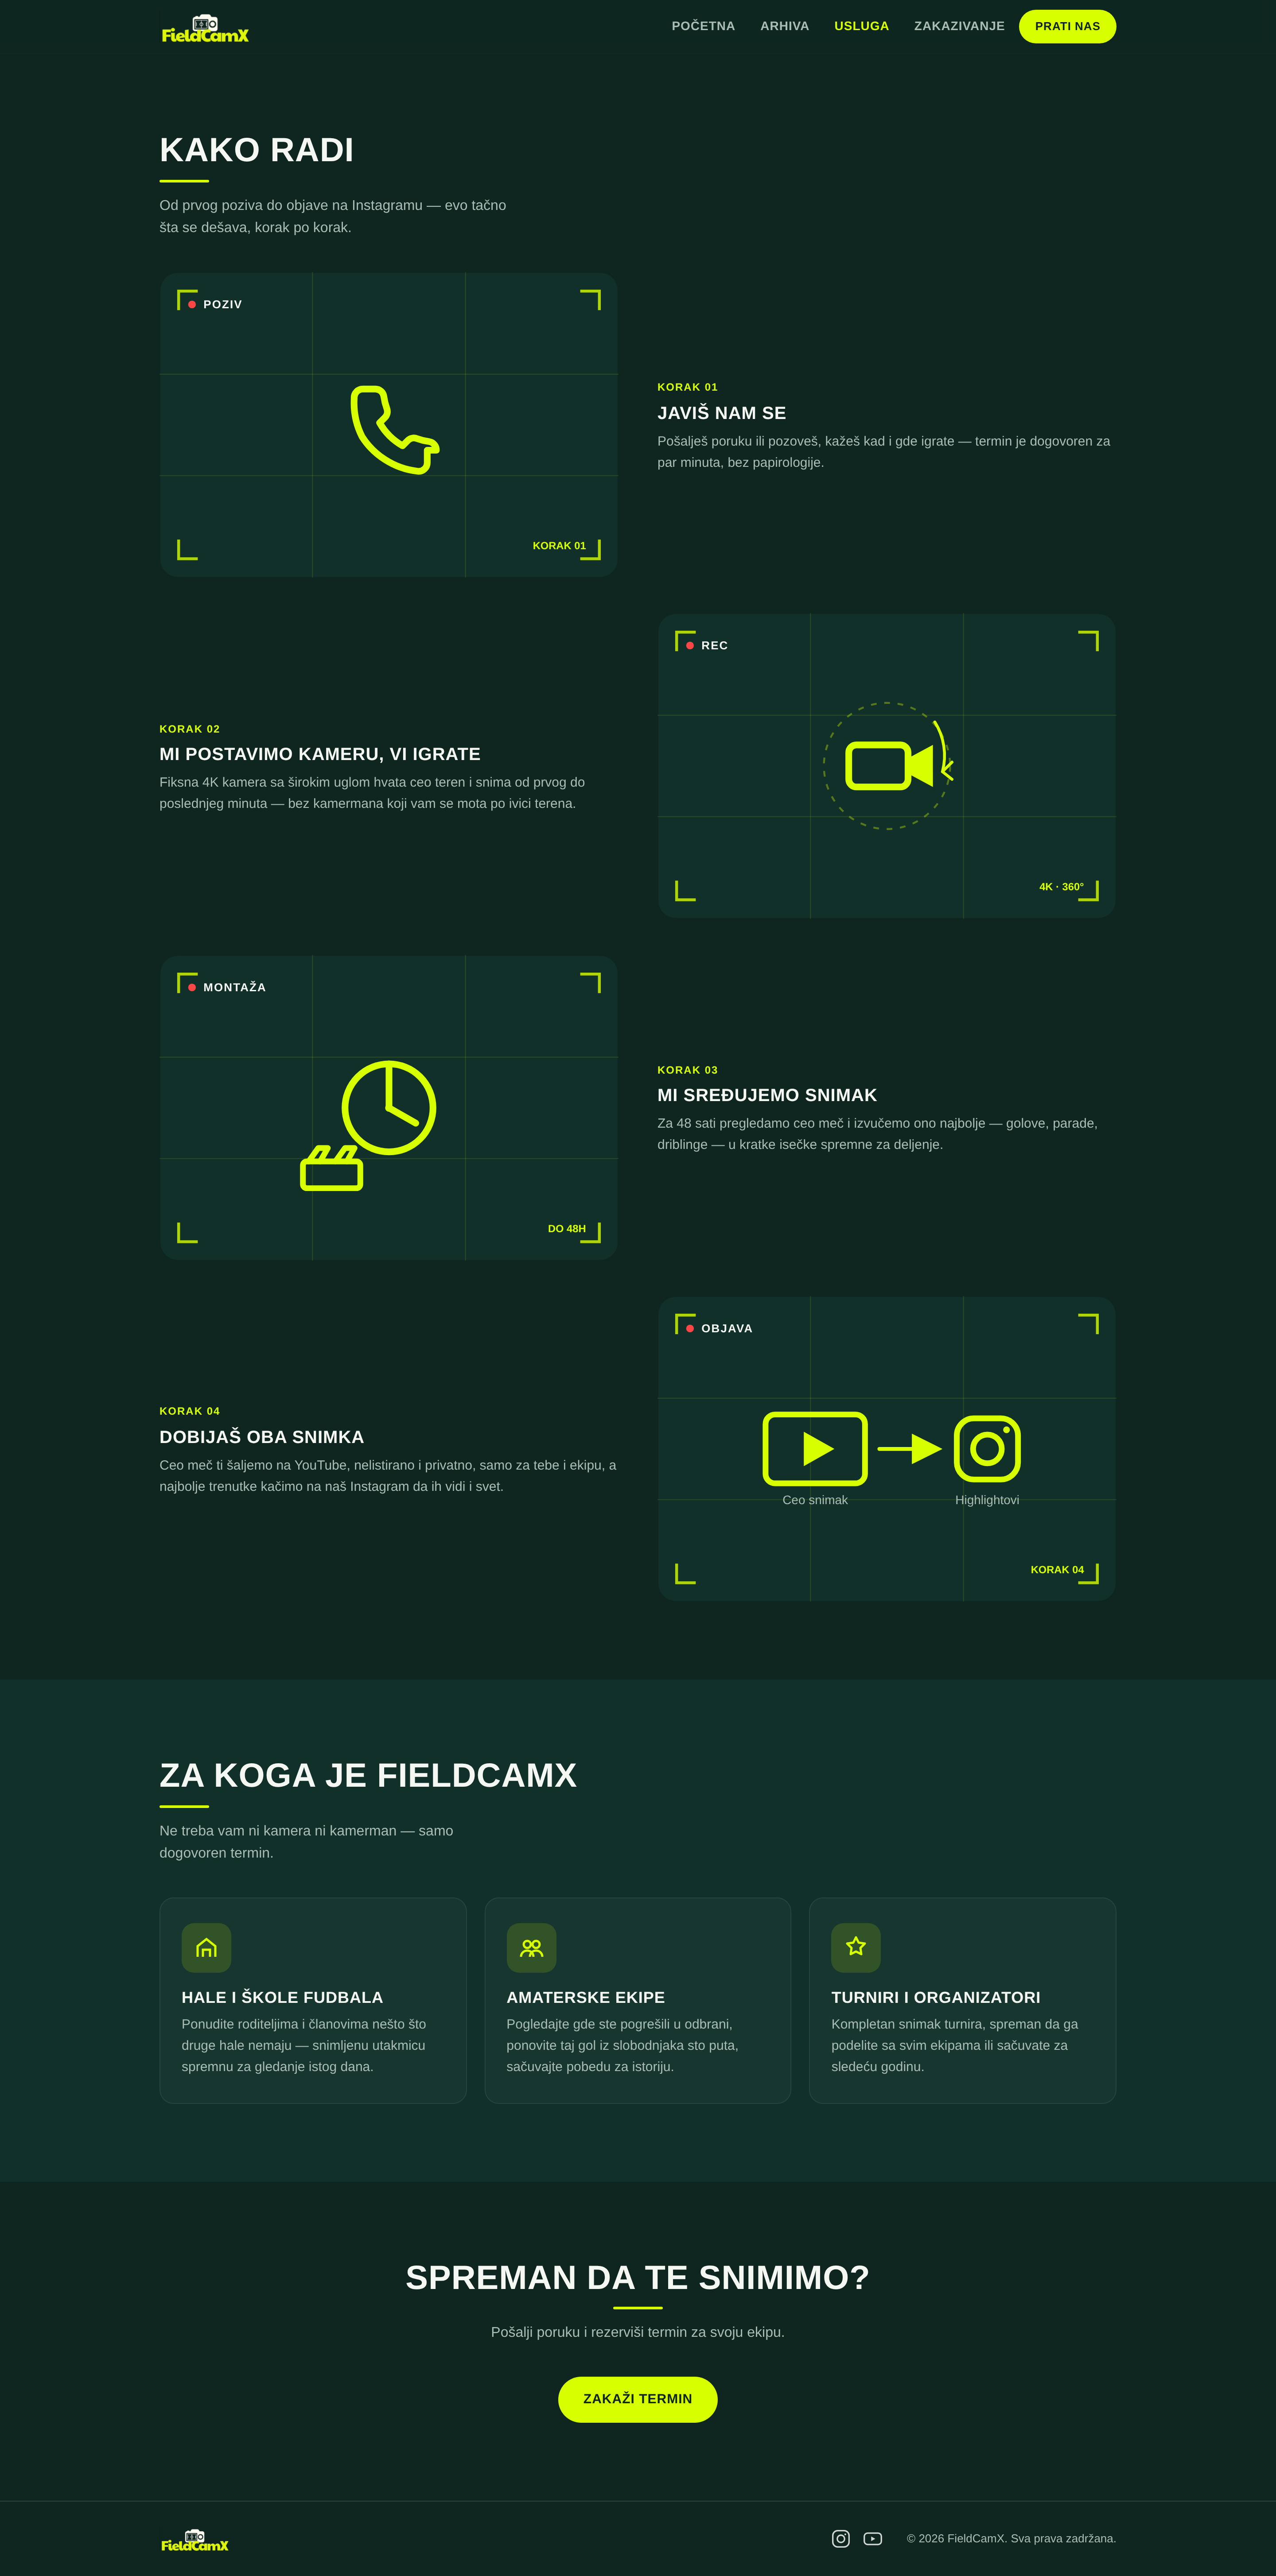 FieldCamX
POČETNA
ARHIVA
USLUGA
ZAKAZIVANJE
PRATI NAS
KAKO RADI
Od prvog poziva do objave na Instagramu — evo tačno
šta se dešava, korak po korak.
POZIV
KORAK 01
KORAK 01
JAVIŠ NAM SE
Pošalješ poruku ili pozoveš, kažeš kad i gde igrate — termin je dogovoren za
par minuta, bez papirologije.
KORAK 02
MI POSTAVIMO KAMERU, VI IGRATE
Fiksna 4K kamera sa širokim uglom hvata ceo teren i snima od prvog do
poslednjeg minuta — bez kamermana koji vam se mota po ivici terena.
REC
4K · 360°
MONTAŽA
DO 48H
KORAK 03
MI SREĐUJEMO SNIMAK
Za 48 sati pregledamo ceo meč i izvučemo ono najbolje — golove, parade,
driblinge — u kratke isečke spremne za deljenje.
KORAK 04
DOBIJAŠ OBA SNIMKA
Ceo meč ti šaljemo na YouTube, nelistirano i privatno, samo za tebe i ekipu, a
najbolje trenutke kačimo na naš Instagram da ih vidi i svet.
OBJAVA
Ceo snimak
Highlightovi
KORAK 04
ZA KOGA JE FIELDCAMX
Ne treba vam ni kamera ni kamerman — samo
dogovoren termin.
HALE I ŠKOLE FUDBALA
Ponudite roditeljima i članovima nešto što
druge hale nemaju — snimljenu utakmicu
spremnu za gledanje istog dana.
AMATERSKE EKIPE
Pogledajte gde ste pogrešili u odbrani,
ponovite taj gol iz slobodnjaka sto puta,
sačuvajte pobedu za istoriju.
TURNIRI I ORGANIZATORI
Kompletan snimak turnira, spreman da ga
podelite sa svim ekipama ili sačuvate za
sledeću godinu.
SPREMAN DA TE SNIMIMO?
Pošalji poruku i rezerviši termin za svoju ekipu.
ZAKAŽI TERMIN
FieldCamX
© 2026 FieldCamX. Sva prava zadržana.